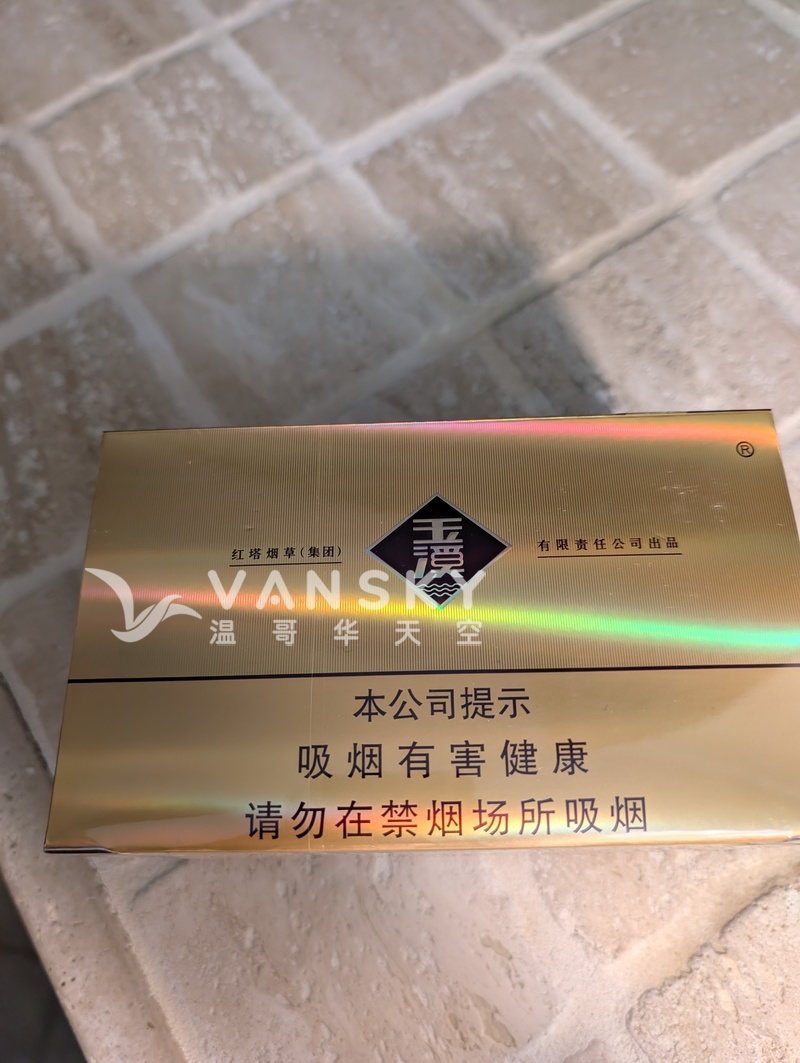 ®
玉溪
红塔烟草(集团)
有限责任公司出品
VANSKY
温哥华天空
本公司提示
吸烟有害健康
请勿在禁烟场所吸烟